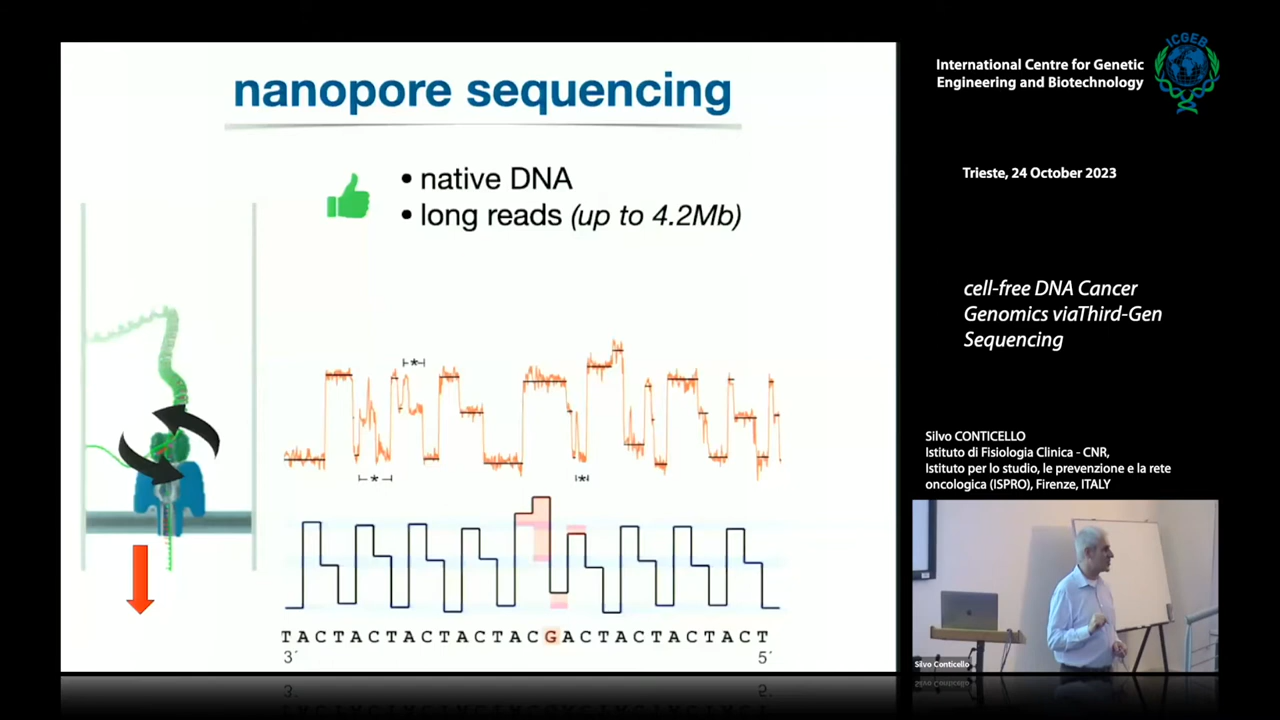 nanopore sequencing
• native DNA
• long reads (up to 4.2Mb)
*
*
*
TACTACTACTACTACGACTACTACTACT
3´
5´
International Centre for Genetic
Engineering and Biotechnology
ICGEB
Trieste, 24 October 2023
cell-free DNA Cancer
Genomics viaThird-Gen
Sequencing
Silvo CONTICELLO
Istituto di Fisiologia Clinica - CNR,
Istituto per lo studio, le prevenzione e la rete
oncologica (ISPRO), Firenze, ITALY
Silvo Conticello